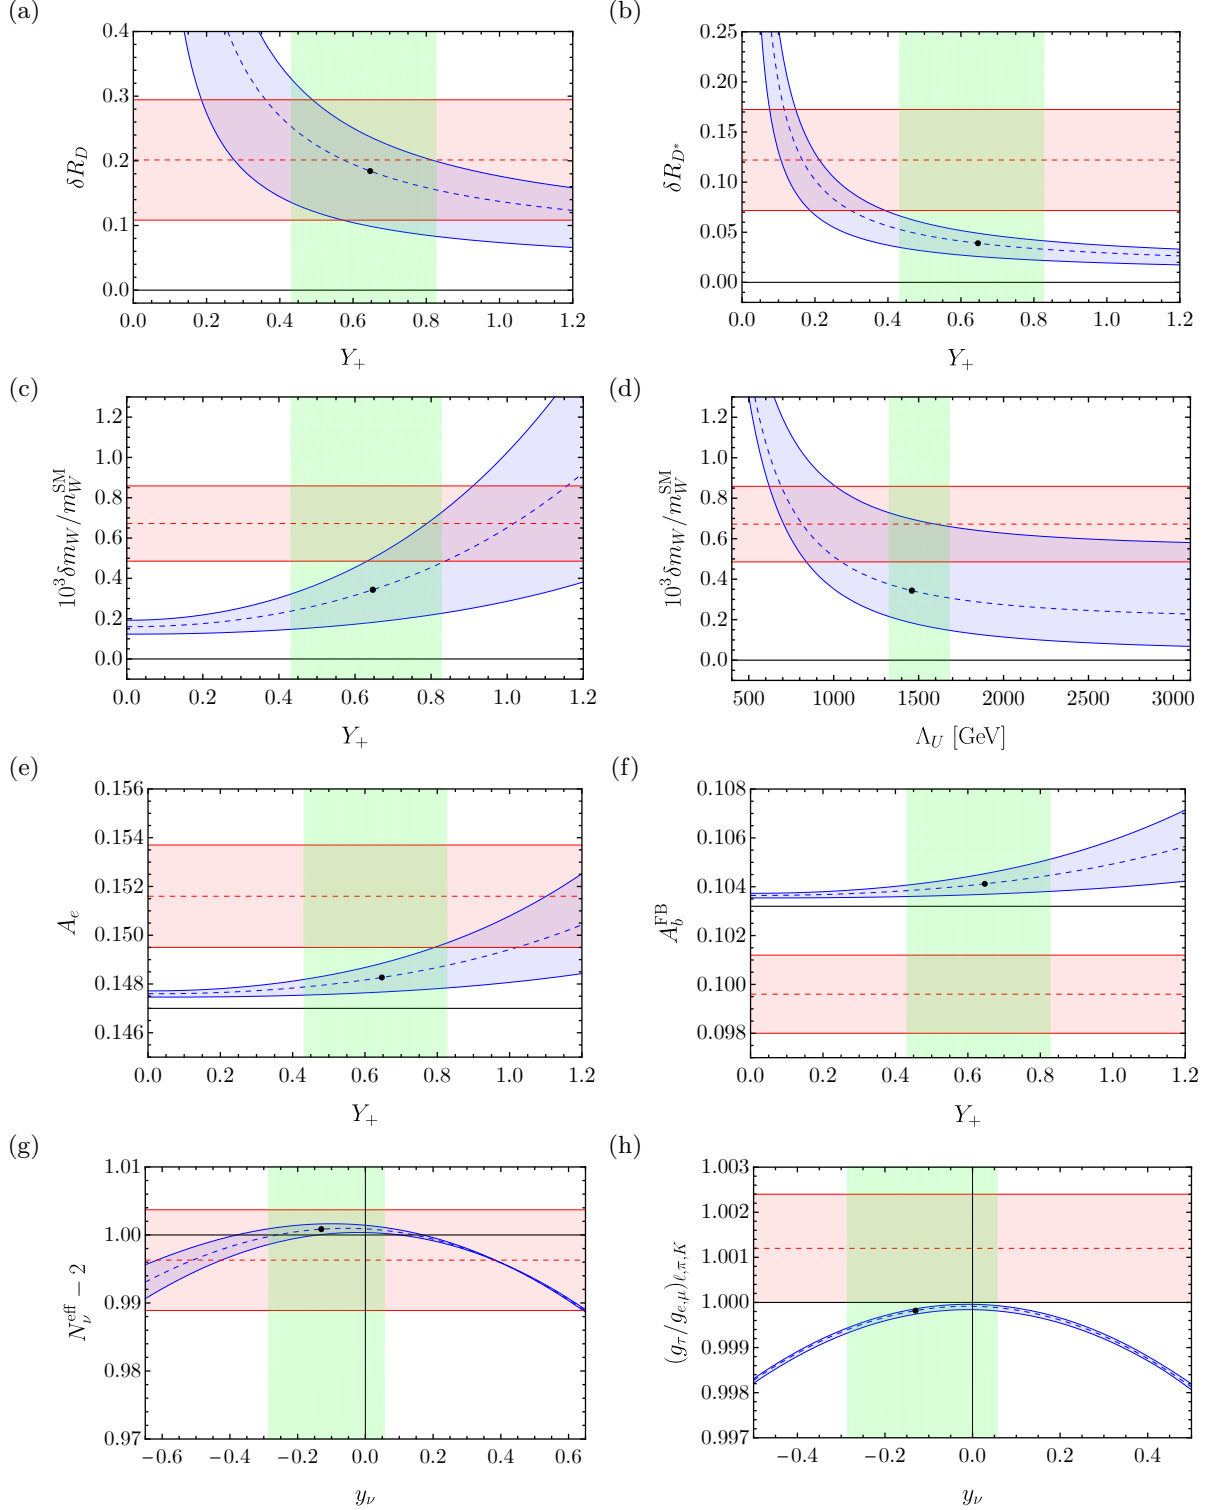 (a)
δR_D
0.4
0.3
0.2
0.1
0.0
0.0 0.2 0.4 0.6 0.8 1.0 1.2
Y_+
(b)
δR_{D*}
0.25
0.20
0.15
0.10
0.05
0.00
0.0 0.2 0.4 0.6 0.8 1.0 1.2
Y_+
(c)
10^3 δm_W/m_W^{SM}
1.2
1.0
0.8
0.6
0.4
0.2
0.0
0.0 0.2 0.4 0.6 0.8 1.0 1.2
Y_+
(d)
10^3 δm_W/m_W^{SM}
1.2
1.0
0.8
0.6
0.4
0.2
0.0
500 1000 1500 2000 2500 3000
Λ_U [GeV]
(e)
A_e
0.156
0.154
0.152
0.150
0.148
0.146
0.0 0.2 0.4 0.6 0.8 1.0 1.2
Y_+
(f)
A_b^{FB}
0.108
0.106
0.104
0.102
0.100
0.098
0.0 0.2 0.4 0.6 0.8 1.0 1.2
Y_+
(g)
N_ν^{eff} − 2
1.01
1.00
0.99
0.98
0.97
−0.6 −0.4 −0.2 0.0 0.2 0.4 0.6
y_ν
(h)
(g_τ/g_{e,μ})_{ℓ,π,K}
1.003
1.002
1.001
1.000
0.999
0.998
0.997
−0.4 −0.2 0.0 0.2 0.4
y_ν